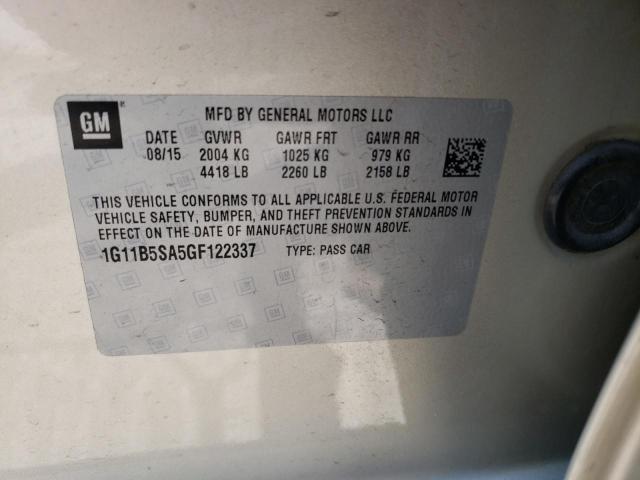 GM
MFD BY GENERAL MOTORS LLC
DATE GVWR GAWR FRT GAWR RR
08/15 2004 KG 1025 KG 979 KG
4418 LB 2260 LB 2158 LB
THIS VEHICLE CONFORMS TO ALL APPLICABLE U.S. FEDERAL MOTOR
VEHICLE SAFETY, BUMPER, AND THEFT PREVENTION STANDARDS IN
EFFECT ON THE DATE OF MANUFACTURE SHOWN ABOVE.
1G11B5SA5GF122337 TYPE: PASS CAR